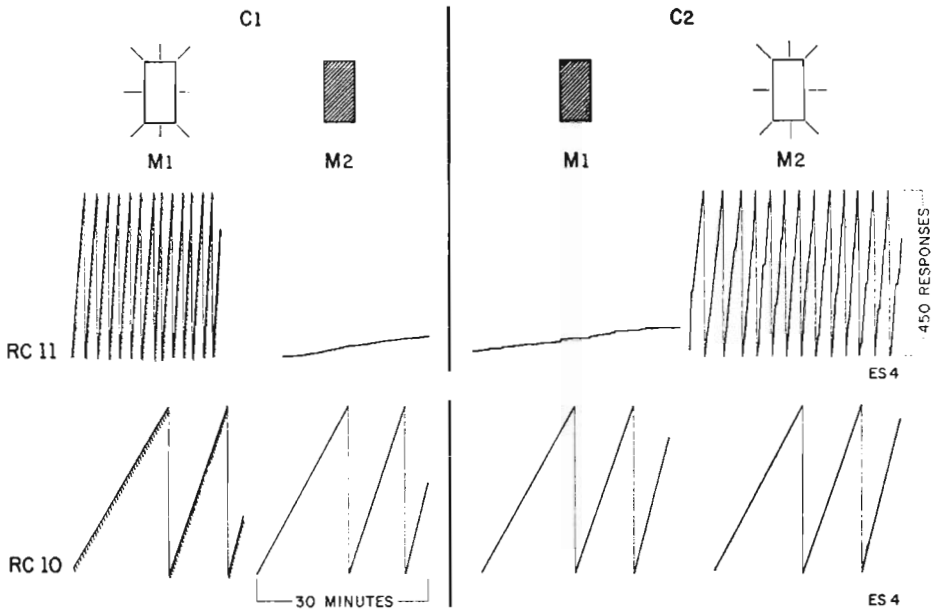 C1 C2
M1 M2 M1 M2
450 RESPONSES
RC 11
ES 4
RC 10
30 MINUTES
ES 4